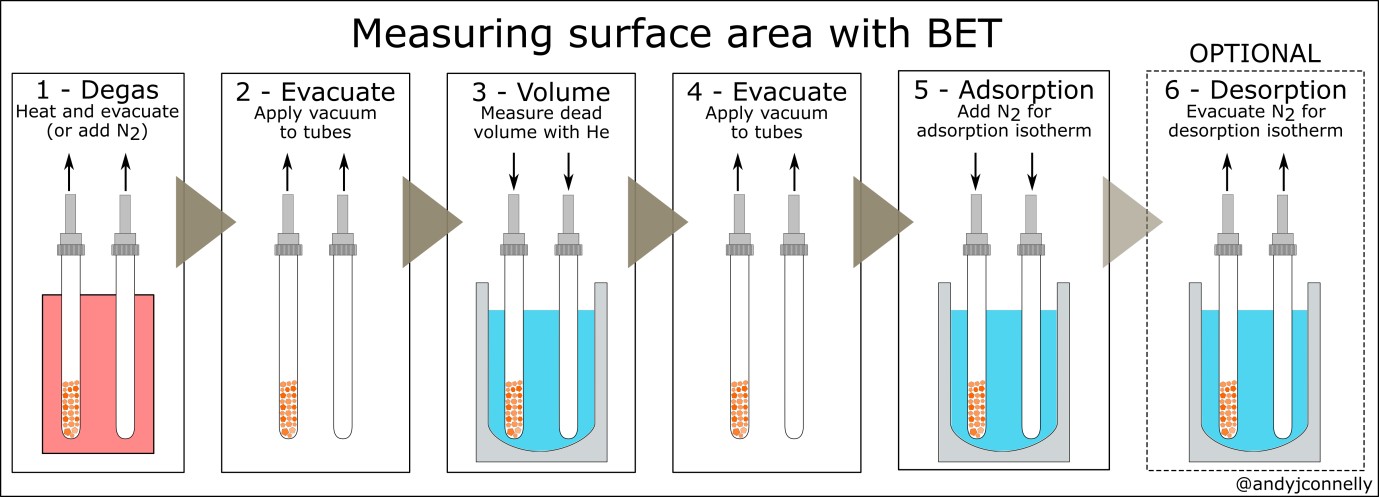 Measuring surface area with BET
1 - Degas
Heat and evacuate
(or add N2)
2 - Evacuate
Apply vacuum
to tubes
3 - Volume
Measure dead
volume with He
4 - Evacuate
Apply vacuum
to tubes
5 - Adsorption
Add N2 for
adsorption isotherm
OPTIONAL
6 - Desorption
Evacuate N2 for
desorption isotherm
@andyjconnelly